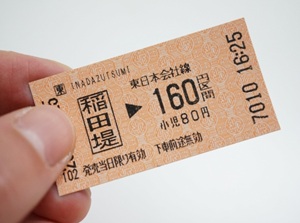 東 INADAZUTSUMI
稲田堤
東日本会社線
▶ 160円区間
小児80円
発売当日限り有効 下車前途無効
7010 16:25